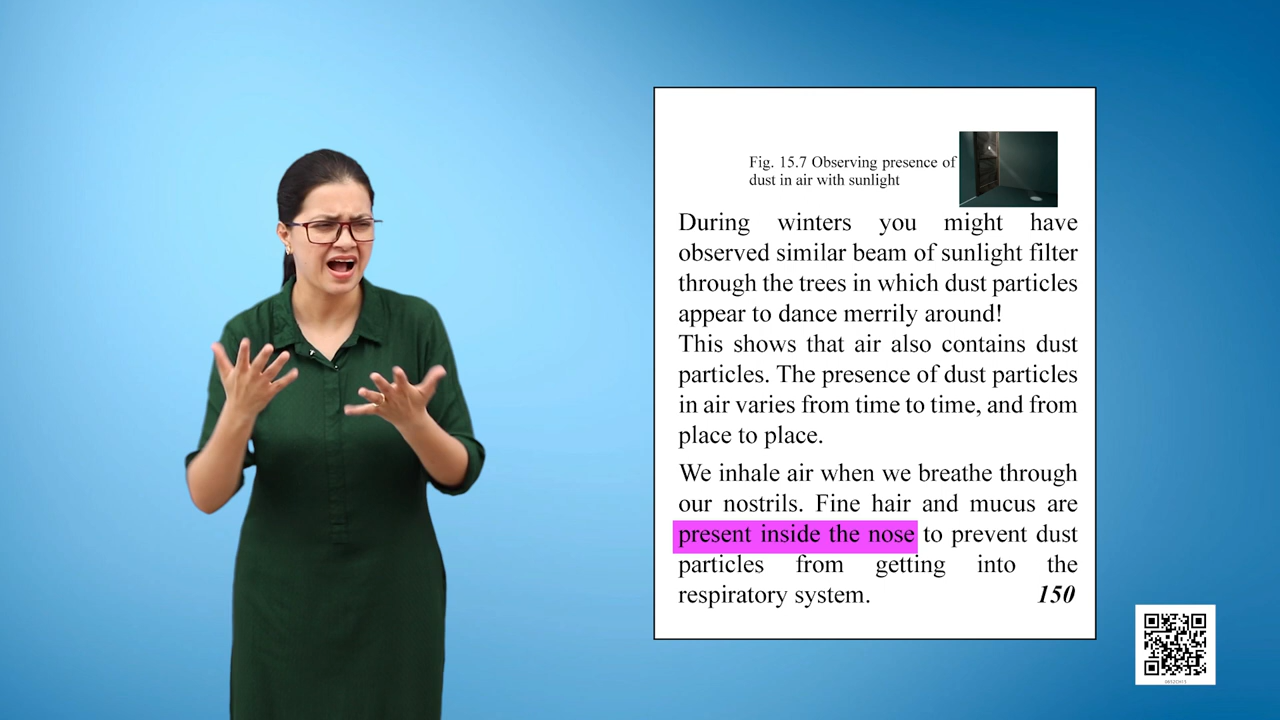 Fig. 15.7 Observing presence of
dust in air with sunlight
During winters you might have
observed similar beam of sunlight filter
through the trees in which dust particles
appear to dance merrily around!
This shows that air also contains dust
particles. The presence of dust particles
in air varies from time to time, and from
place to place.
We inhale air when we breathe through
our nostrils. Fine hair and mucus are
present inside the nose to prevent dust
particles from getting into the
respiratory system.
150